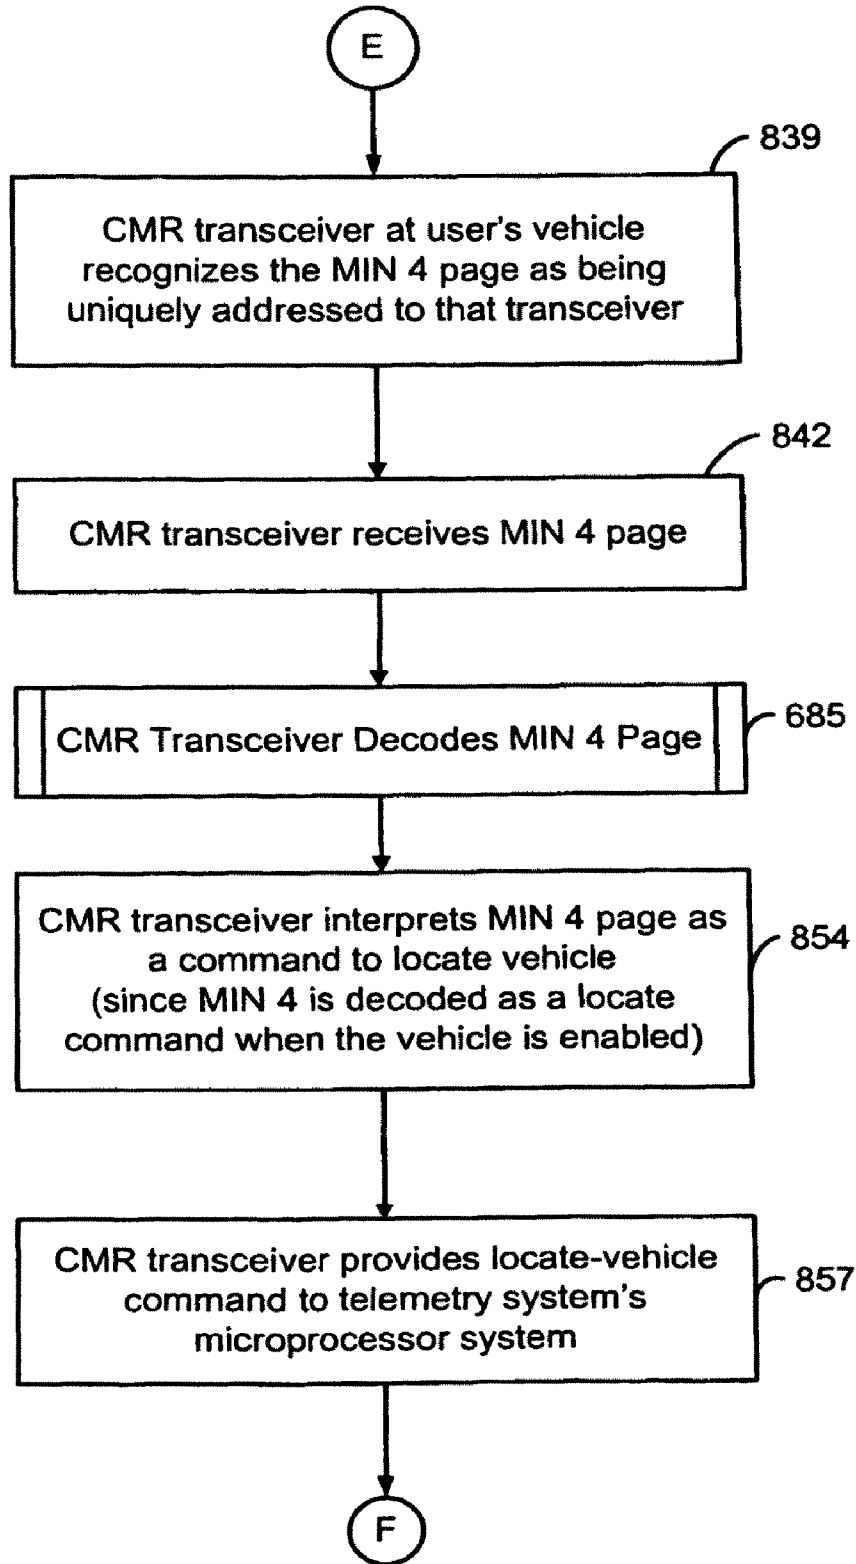 E
839
CMR transceiver at user's vehicle
recognizes the MIN 4 page as being
uniquely addressed to that transceiver
842
CMR transceiver receives MIN 4 page
685
CMR Transceiver Decodes MIN 4 Page
854
CMR transceiver interprets MIN 4 page as
a command to locate vehicle
(since MIN 4 is decoded as a locate
command when the vehicle is enabled)
857
CMR transceiver provides locate-vehicle
command to telemetry system's
microprocessor system
F